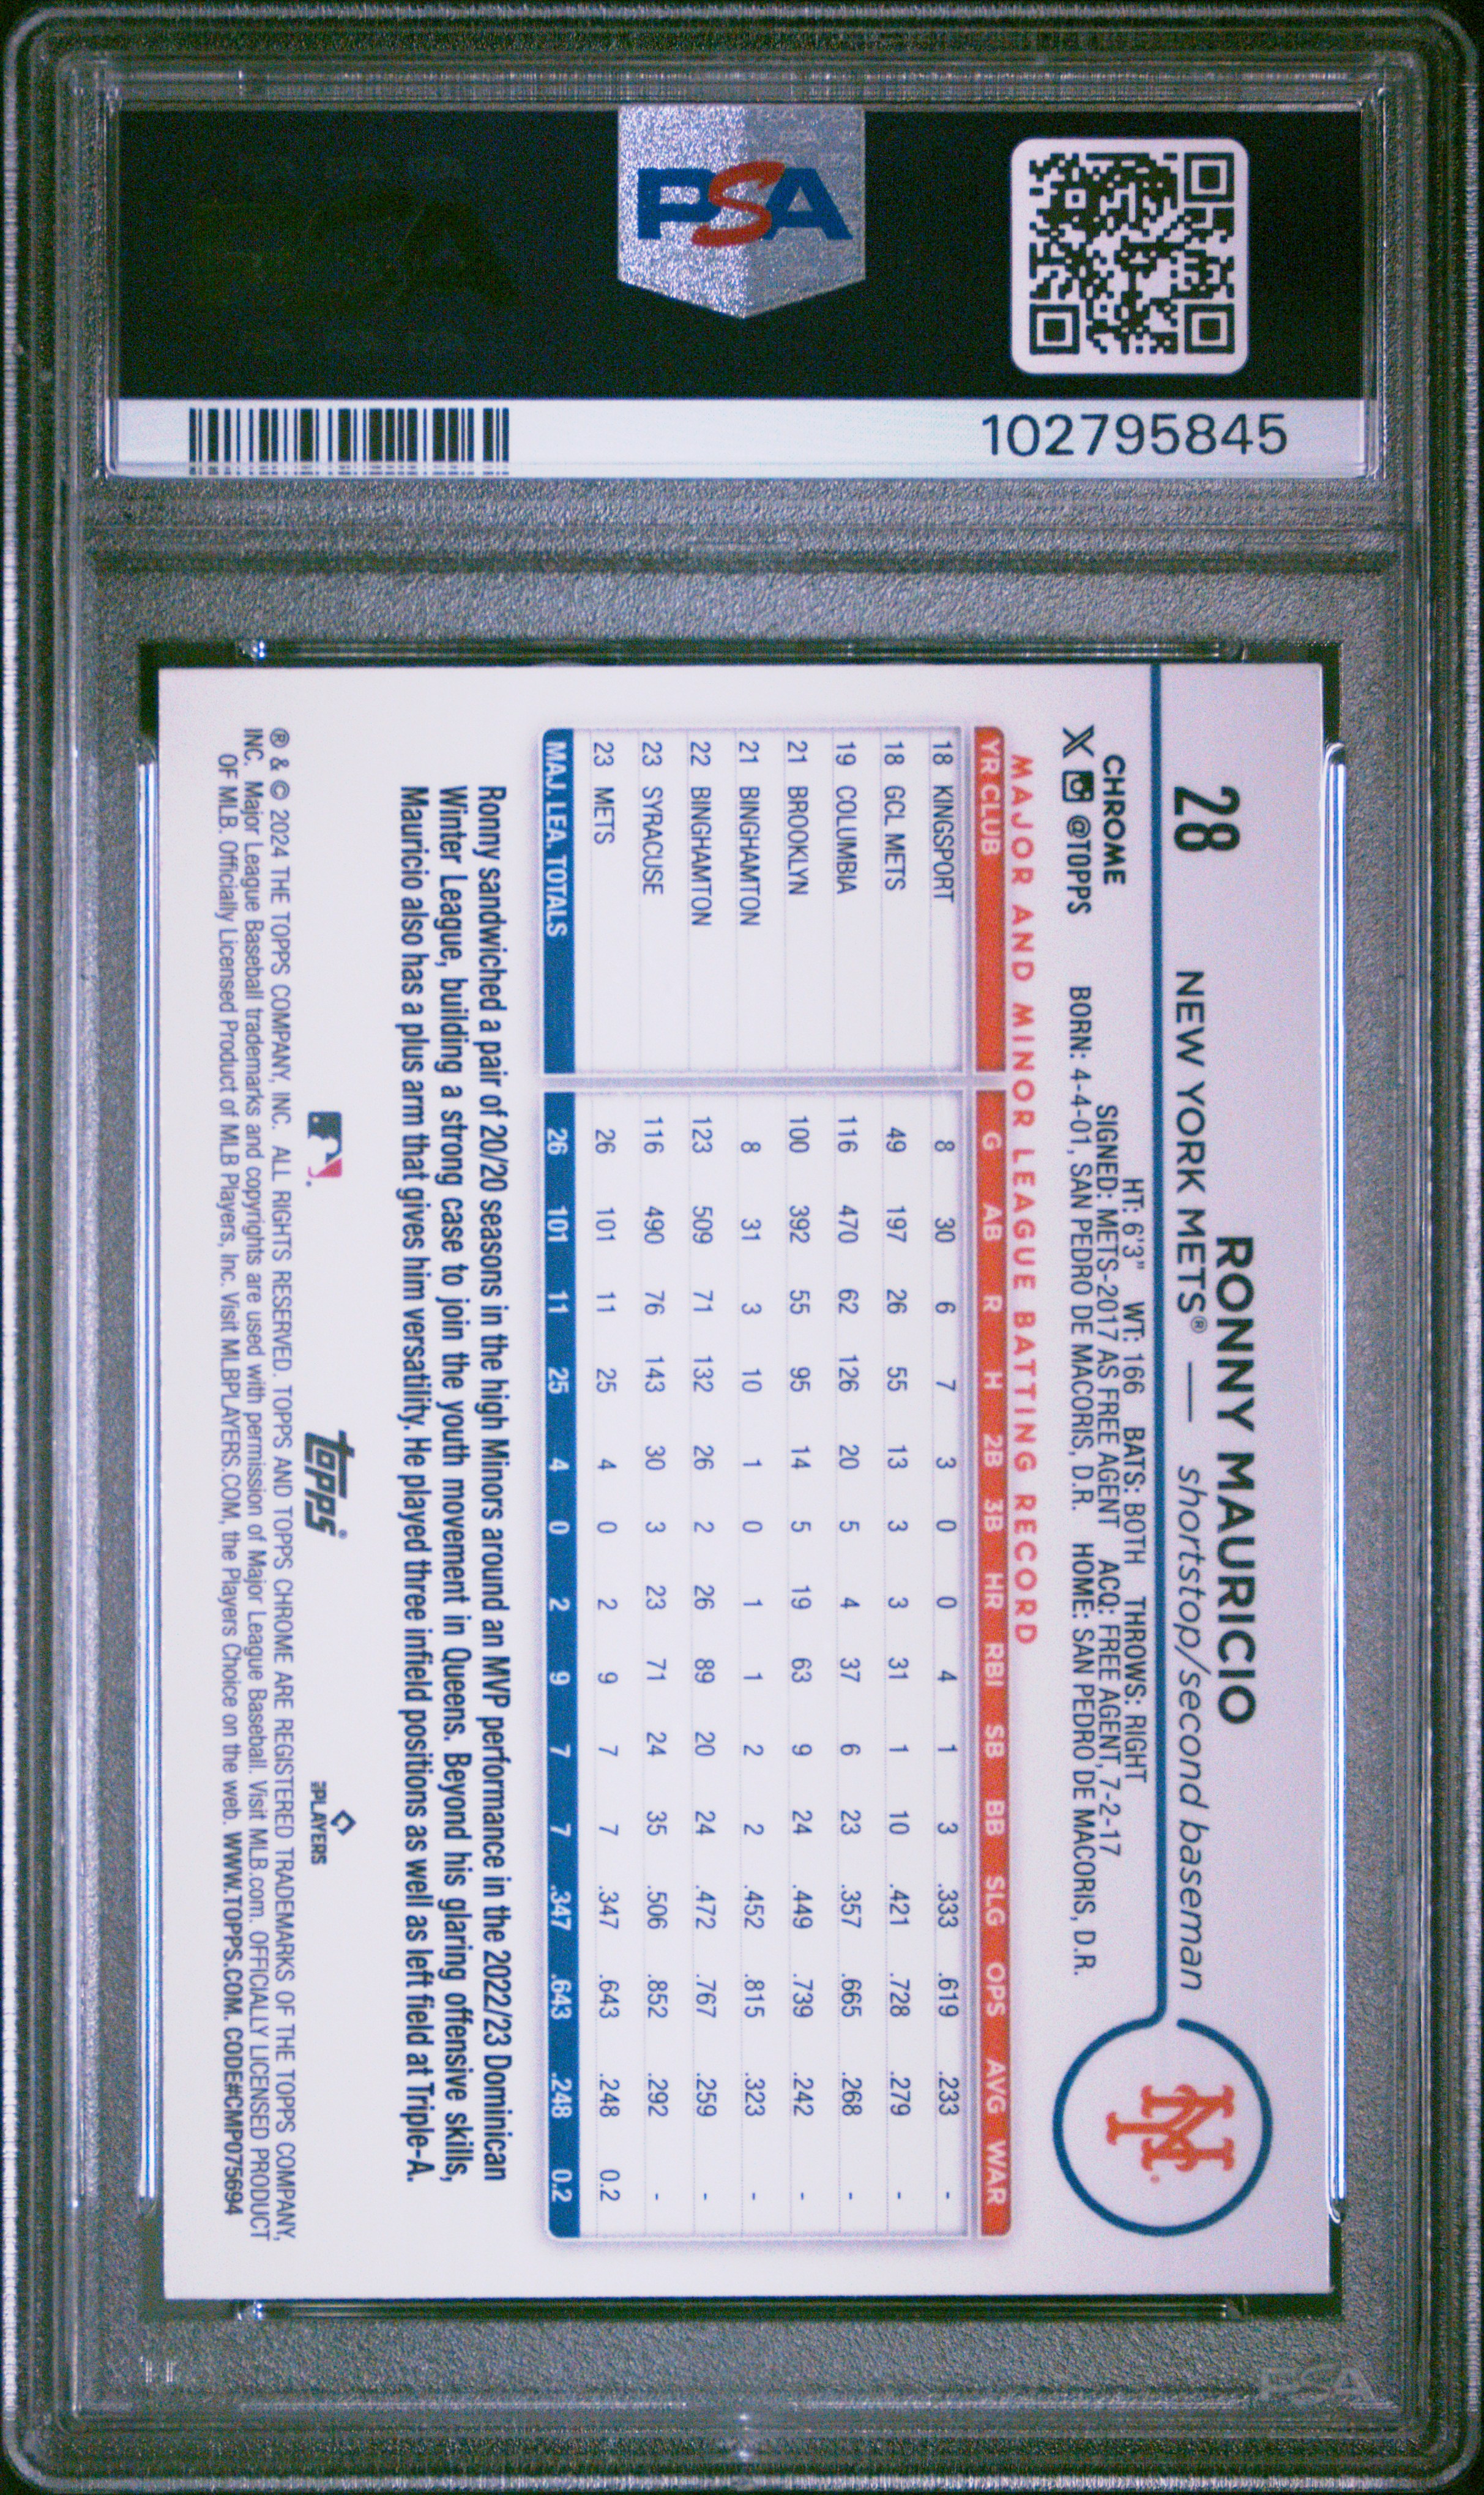 PSA
102795845
28
RONNY MAURICIO
NEW YORK METS® — shortstop/second baseman
NY
CHROME
@TOPPS
HT: 6'3" WT: 166 BATS: BOTH THROWS: RIGHT
SIGNED: METS-2017 AS FREE AGENT ACQ: FREE AGENT, 7-2-17
BORN: 4-4-01, SAN PEDRO DE MACORIS, D.R. HOME: SAN PEDRO DE MACORIS, D.R.
MAJOR AND MINOR LEAGUE BATTING RECORD
YR CLUB G AB R H 2B 3B HR RBI SB BB SLG OPS AVG WAR
18 KINGSPORT 8 30 6 7 3 0 0 4 1 3 .333 .619 .233 -
18 GCL METS 49 197 26 55 13 3 3 31 1 10 .421 .728 .279 -
19 COLUMBIA 116 470 62 126 20 5 4 37 6 23 .357 .665 .268 -
21 BROOKLYN 100 392 55 95 14 5 19 63 9 24 .449 .739 .242 -
21 BINGHAMTON 8 31 3 10 1 0 1 1 2 2 .452 .815 .323 -
22 BINGHAMTON 123 509 71 132 26 2 26 89 20 24 .472 .767 .259 -
23 SYRACUSE 116 490 76 143 30 3 23 71 24 35 .506 .852 .292 -
23 METS 26 101 11 25 4 0 2 9 7 7 .347 .643 .248 0.2
MAJ. LEA. TOTALS 26 101 11 25 4 0 2 9 7 7 .347 .643 .248 0.2
Ronny sandwiched a pair of 20/20 seasons in the high Minors around an MVP performance in the 2022/23 Dominican
Winter League, building a strong case to join the youth movement in Queens. Beyond his glaring offensive skills,
Mauricio also has a plus arm that gives him versatility. He played three infield positions as well as left field at Triple-A.
topps®
PLAYERS
® & © 2024 THE TOPPS COMPANY, INC. ALL RIGHTS RESERVED. TOPPS AND TOPPS CHROME ARE REGISTERED TRADEMARKS OF THE TOPPS COMPANY,
INC. Major League Baseball trademarks and copyrights are used with permission of Major League Baseball. Visit MLB.com. OFFICIALLY LICENSED PRODUCT
OF MLB. Officially Licensed Product of MLB Players, Inc. Visit MLBPLAYERS.COM, the Players Choice on the web. WWW.TOPPS.COM. CODE#CMP075694
PSA